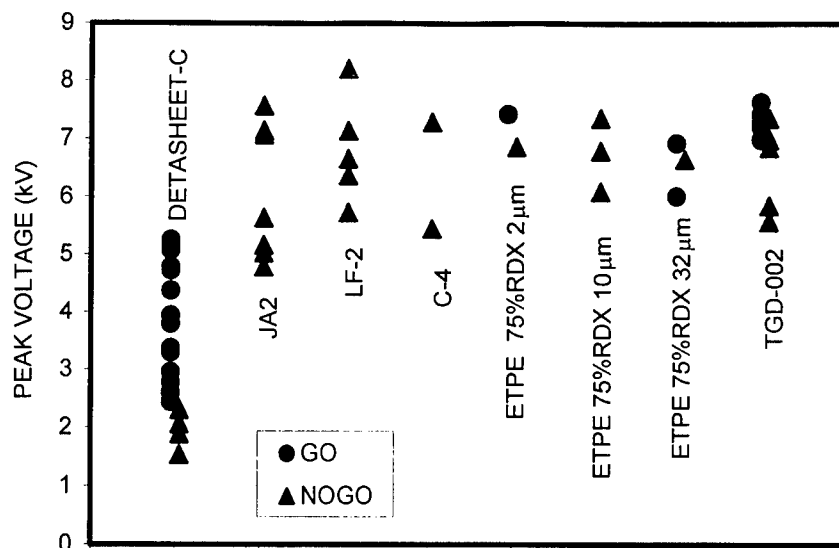 PEAK VOLTAGE (kV)
9
8
7
6
5
4
3
2
1
0
DETASHEET-C
JA2
LF-2
C-4
ETPE 75%RDX 2μm
ETPE 75%RDX 10μm
ETPE 75%RDX 32μm
TGD-002
GO
NOGO